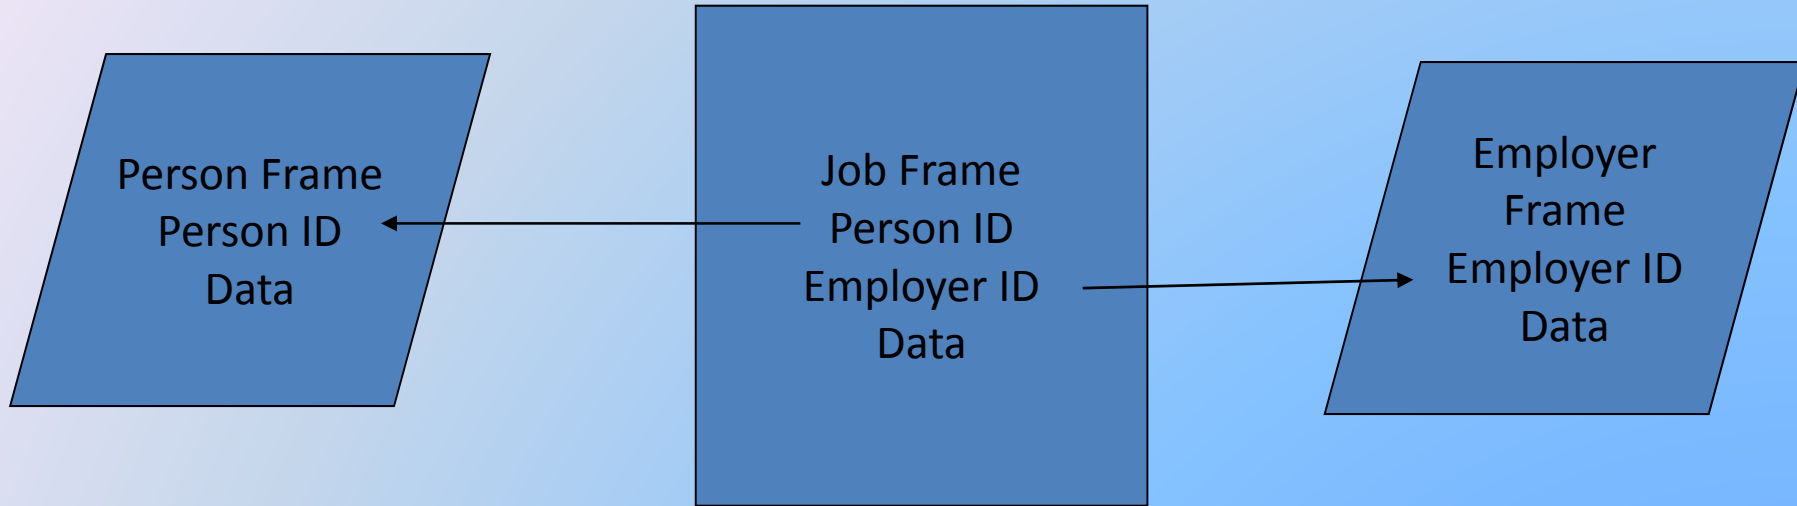 Person Frame
Person ID
Data
Job Frame
Person ID
Employer ID
Data
Employer
Frame
Employer ID
Data